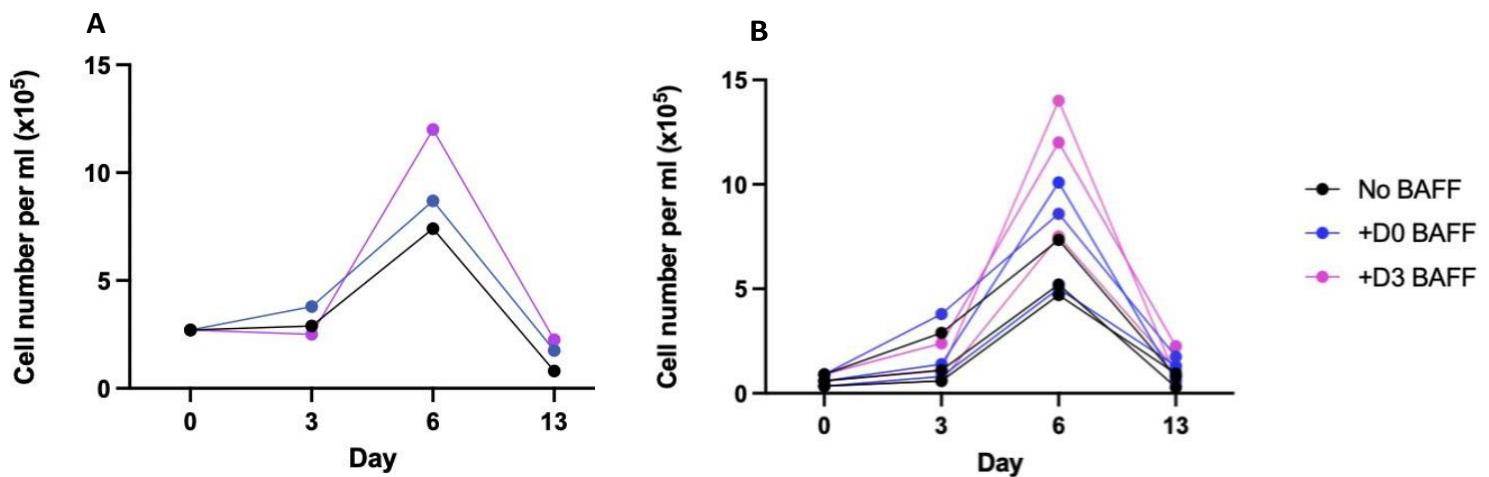 A
Cell number per ml (x10⁵)
15
10
5
0
0 3 6 13
Day
B
Cell number per ml (x10⁵)
15
10
5
0
0 3 6 13
Day
No BAFF
+D0 BAFF
+D3 BAFF